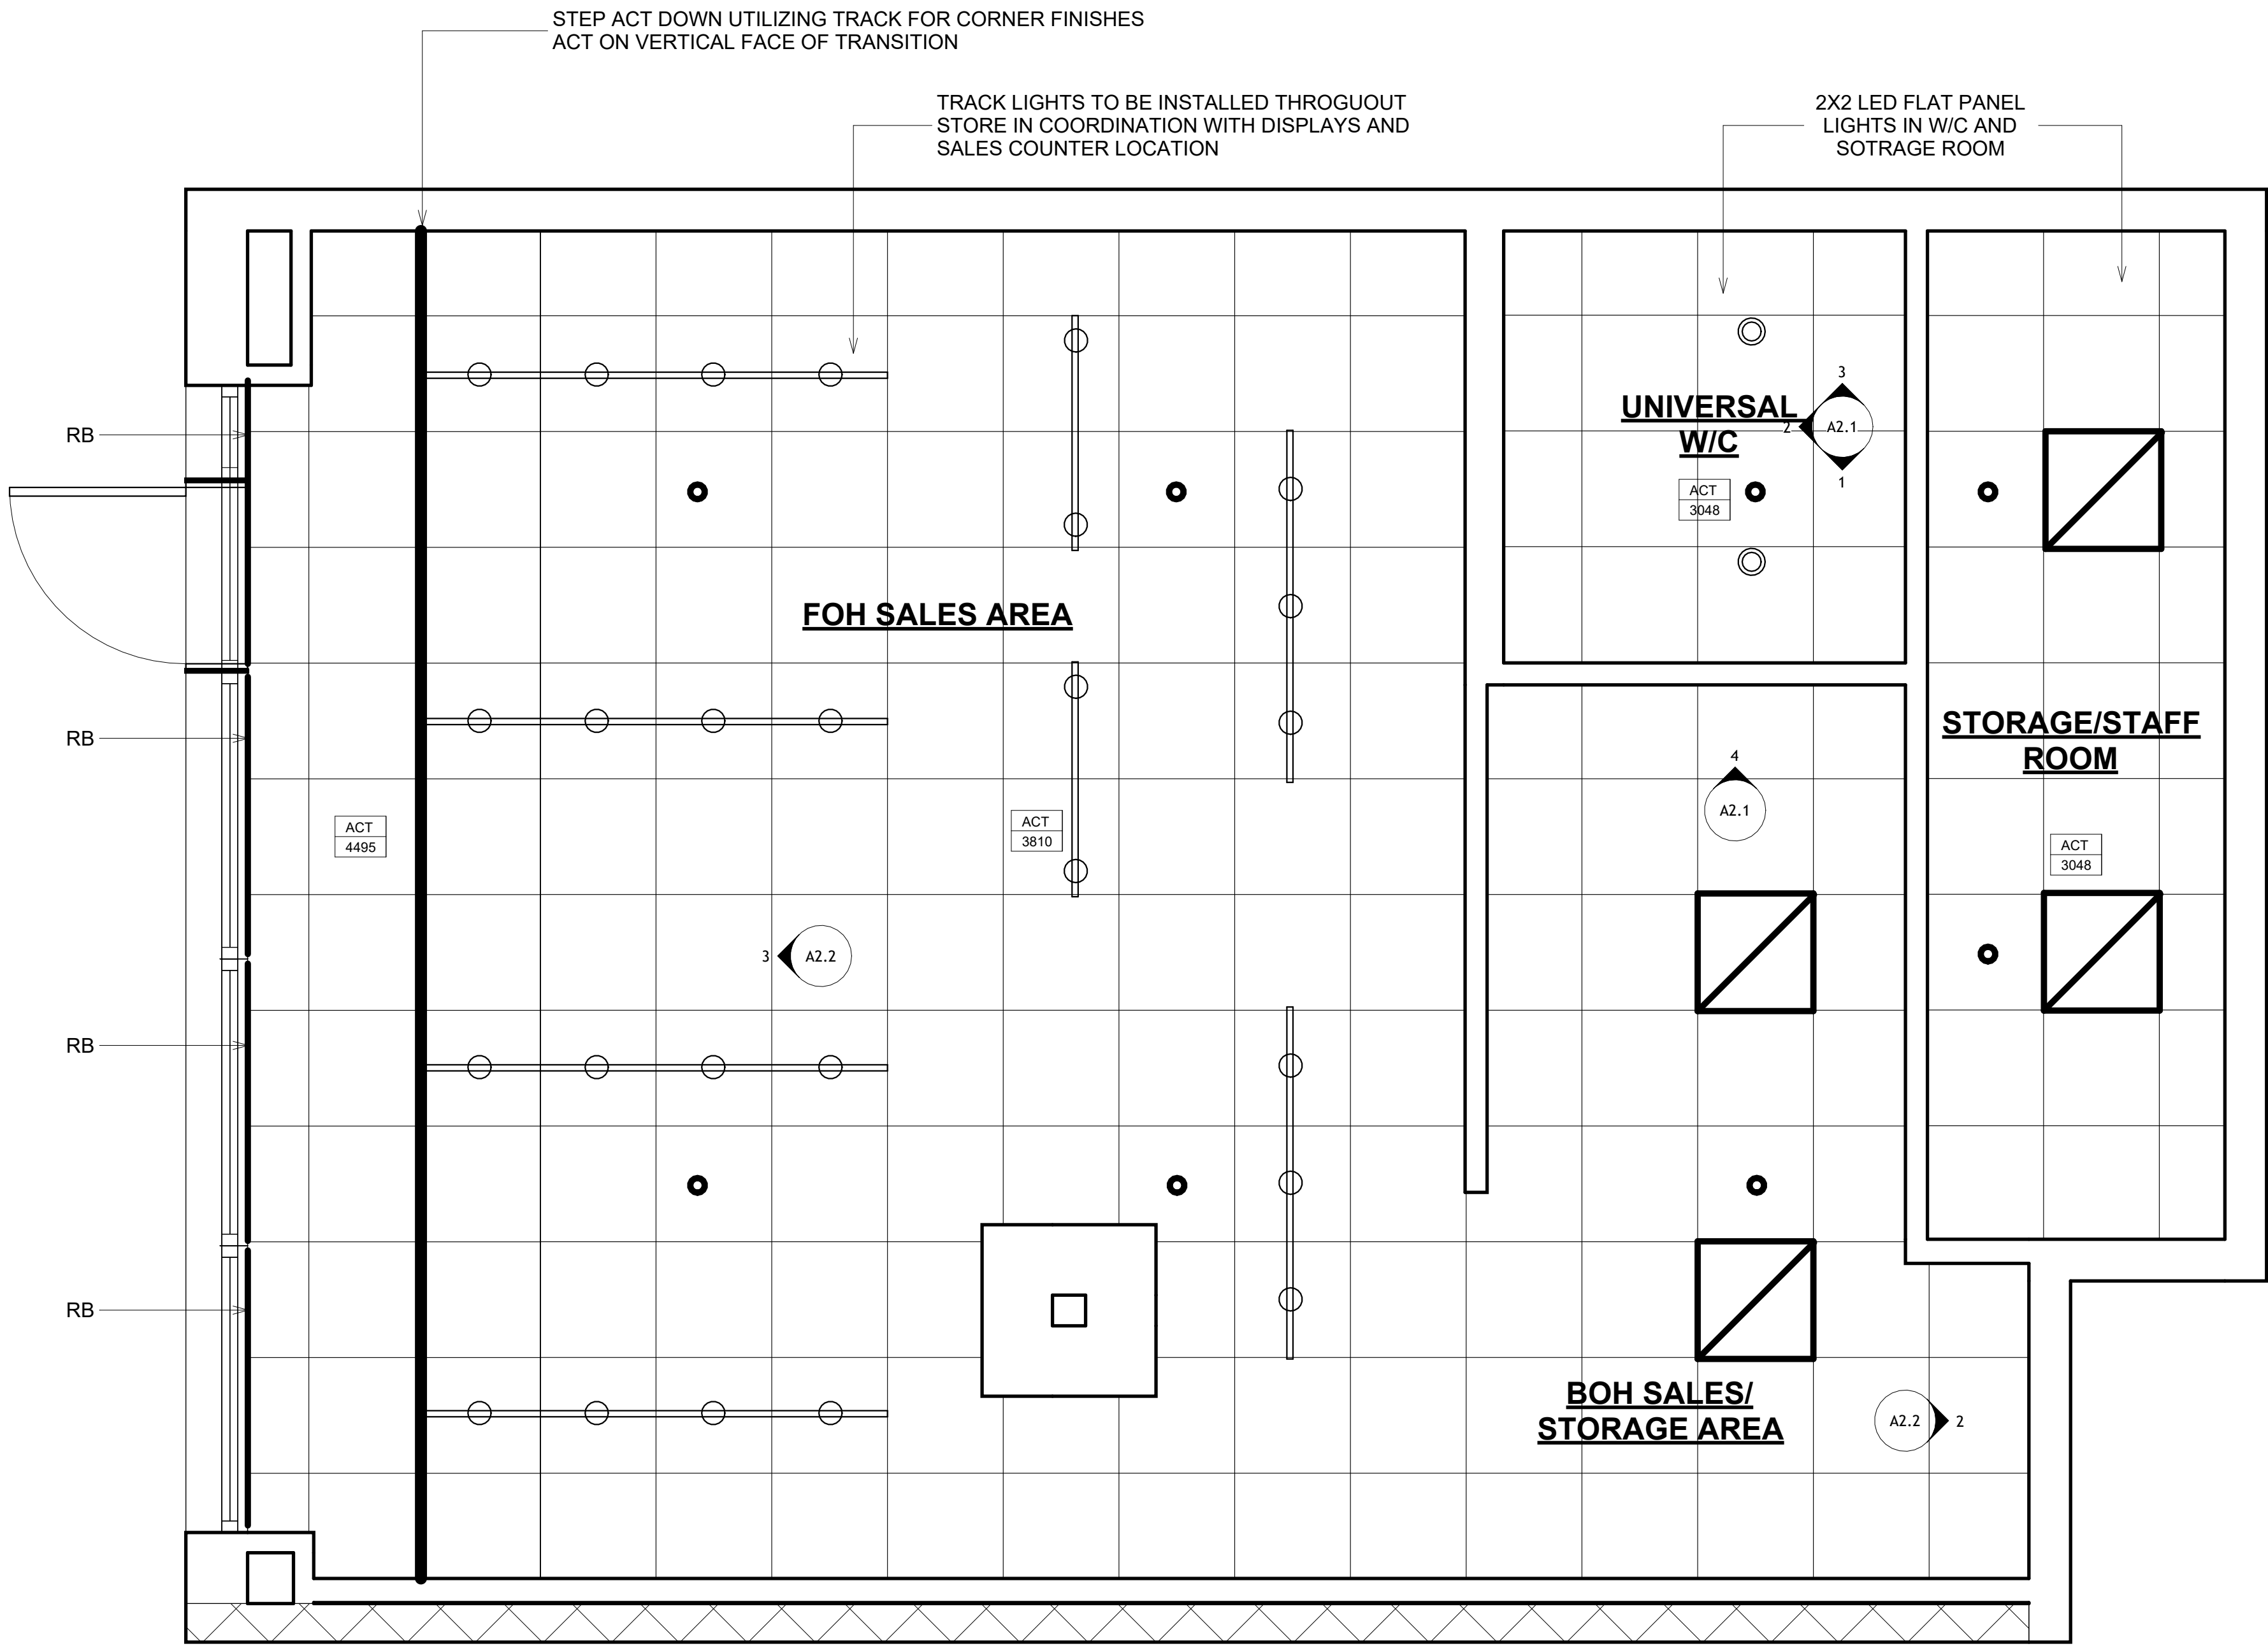 STEP ACT DOWN UTILIZING TRACK FOR CORNER FINISHES
ACT ON VERTICAL FACE OF TRANSITION
TRACK LIGHTS TO BE INSTALLED THROGUOUT
STORE IN COORDINATION WITH DISPLAYS AND
SALES COUNTER LOCATION
2X2 LED FLAT PANEL
LIGHTS IN W/C AND
SOTRAGE ROOM
RB
RB
RB
RB
UNIVERSAL
W/C
3
2
A2.1
1
ACT
3048
FOH SALES AREA
STORAGE/STAFF
ROOM
4
A2.1
ACT
4495
ACT
3810
ACT
3048
3
A2.2
BOH SALES/
STORAGE AREA
A2.2
2